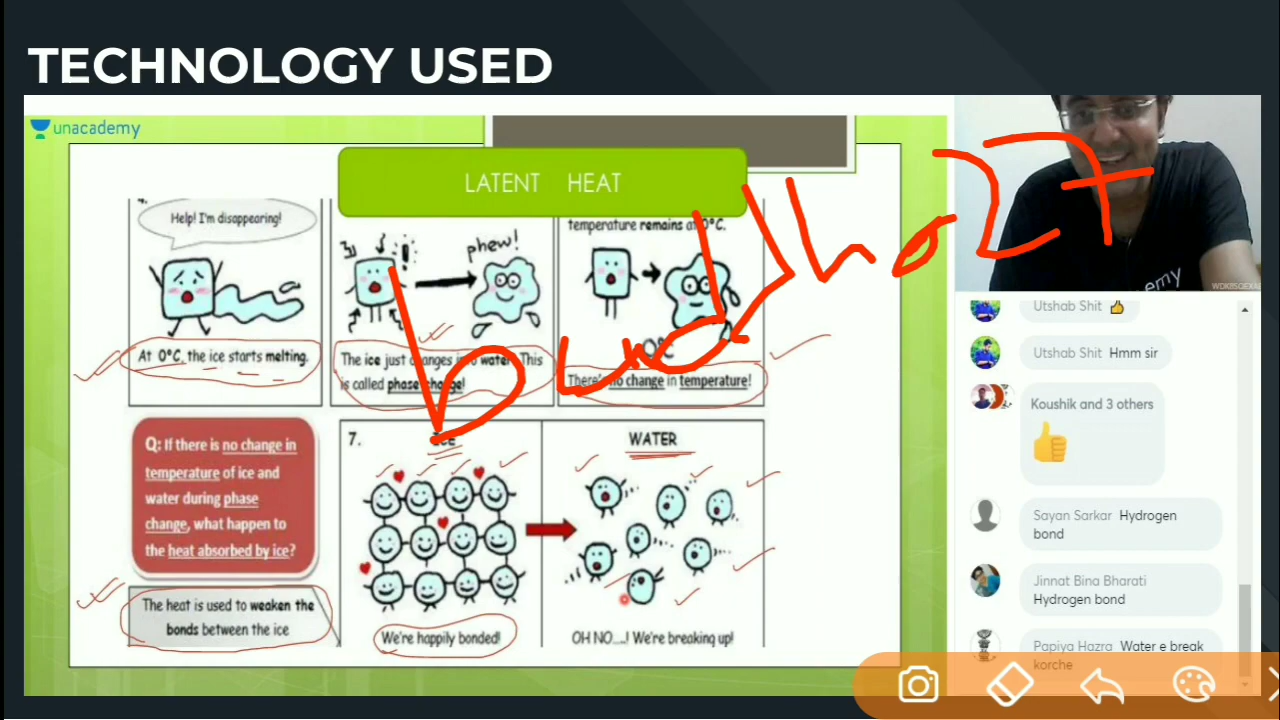 TECHNOLOGY USED
unacademy
LATENT HEAT
Help! I'm disappearing!
At 0°C, the ice starts melting.
phew!
The ice just changes into water. This
is called phase change!
temperature remains at 0°C.
0°C
There's no change in temperature!
Q: If there is no change in
temperature of ice and
water during phase
change, what happen to
the heat absorbed by ice?
The heat is used to weaken the
bonds between the ice
7.
ICE
We're happily bonded!
WATER
OH NO....! We're breaking up!
emy
Utshab Shit 👍
Utshab Shit Hmm sir
Koushik and 3 others
👍
Sayan Sarkar Hydrogen
bond
Jinnat Bina Bharati
Hydrogen bond
Papiya Hazra Water e break
korche